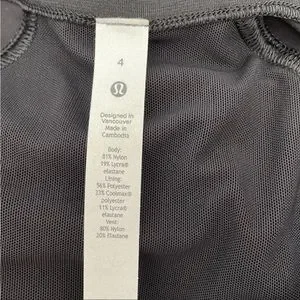 4
Designed in
Vancouver
Made in
Cambodia
Body:
81% Nylon
19% Lycra®
elastane
Lining:
56% Polyester
33% Coolmax®
polyester
11% Lycra®
elastane
Vent:
80% Nylon
20% Elastane